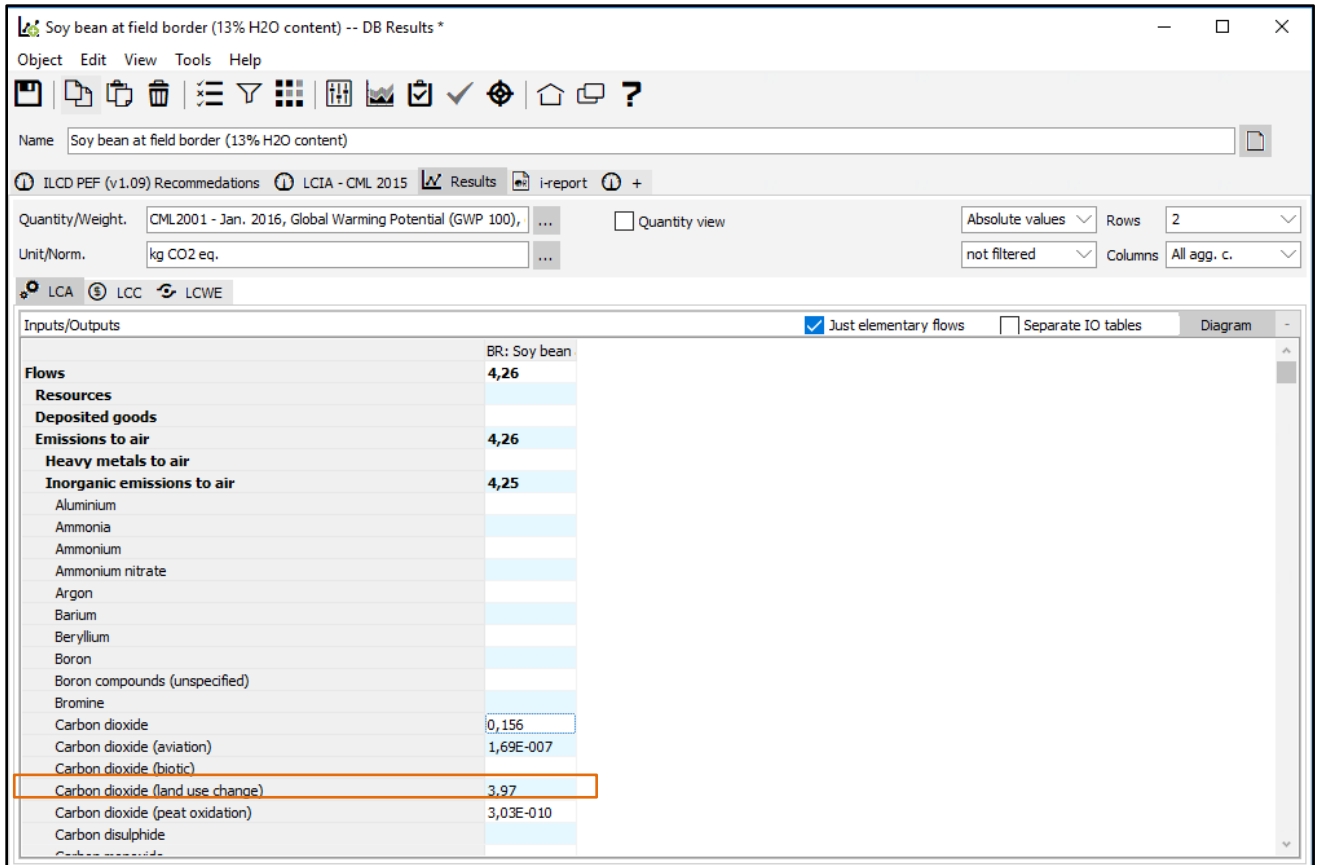 Soy bean at field border (13% H2O content) -- DB Results *
Object Edit View Tools Help
?
Name Soy bean at field border (13% H2O content)
ILCD PEF (v1.09) Recommedations LCIA - CML 2015 Results i-report +
Quantity/Weight. CML2001 - Jan. 2016, Global Warming Potential (GWP 100), ... Quantity view Absolute values Rows 2
Unit/Norm. kg CO2 eq. ... not filtered Columns All agg. c.
LCA LCC LCWE
Inputs/Outputs Just elementary flows Separate IO tables Diagram -
BR: Soy bean
Flows 4,26
Resources
Deposited goods
Emissions to air 4,26
Heavy metals to air
Inorganic emissions to air 4,25
Aluminium
Ammonia
Ammonium
Ammonium nitrate
Argon
Barium
Beryllium
Boron
Boron compounds (unspecified)
Bromine
Carbon dioxide 0,156
Carbon dioxide (aviation) 1,69E-007
Carbon dioxide (biotic)
Carbon dioxide (land use change) 3,97
Carbon dioxide (peat oxidation) 3,03E-010
Carbon disulphide